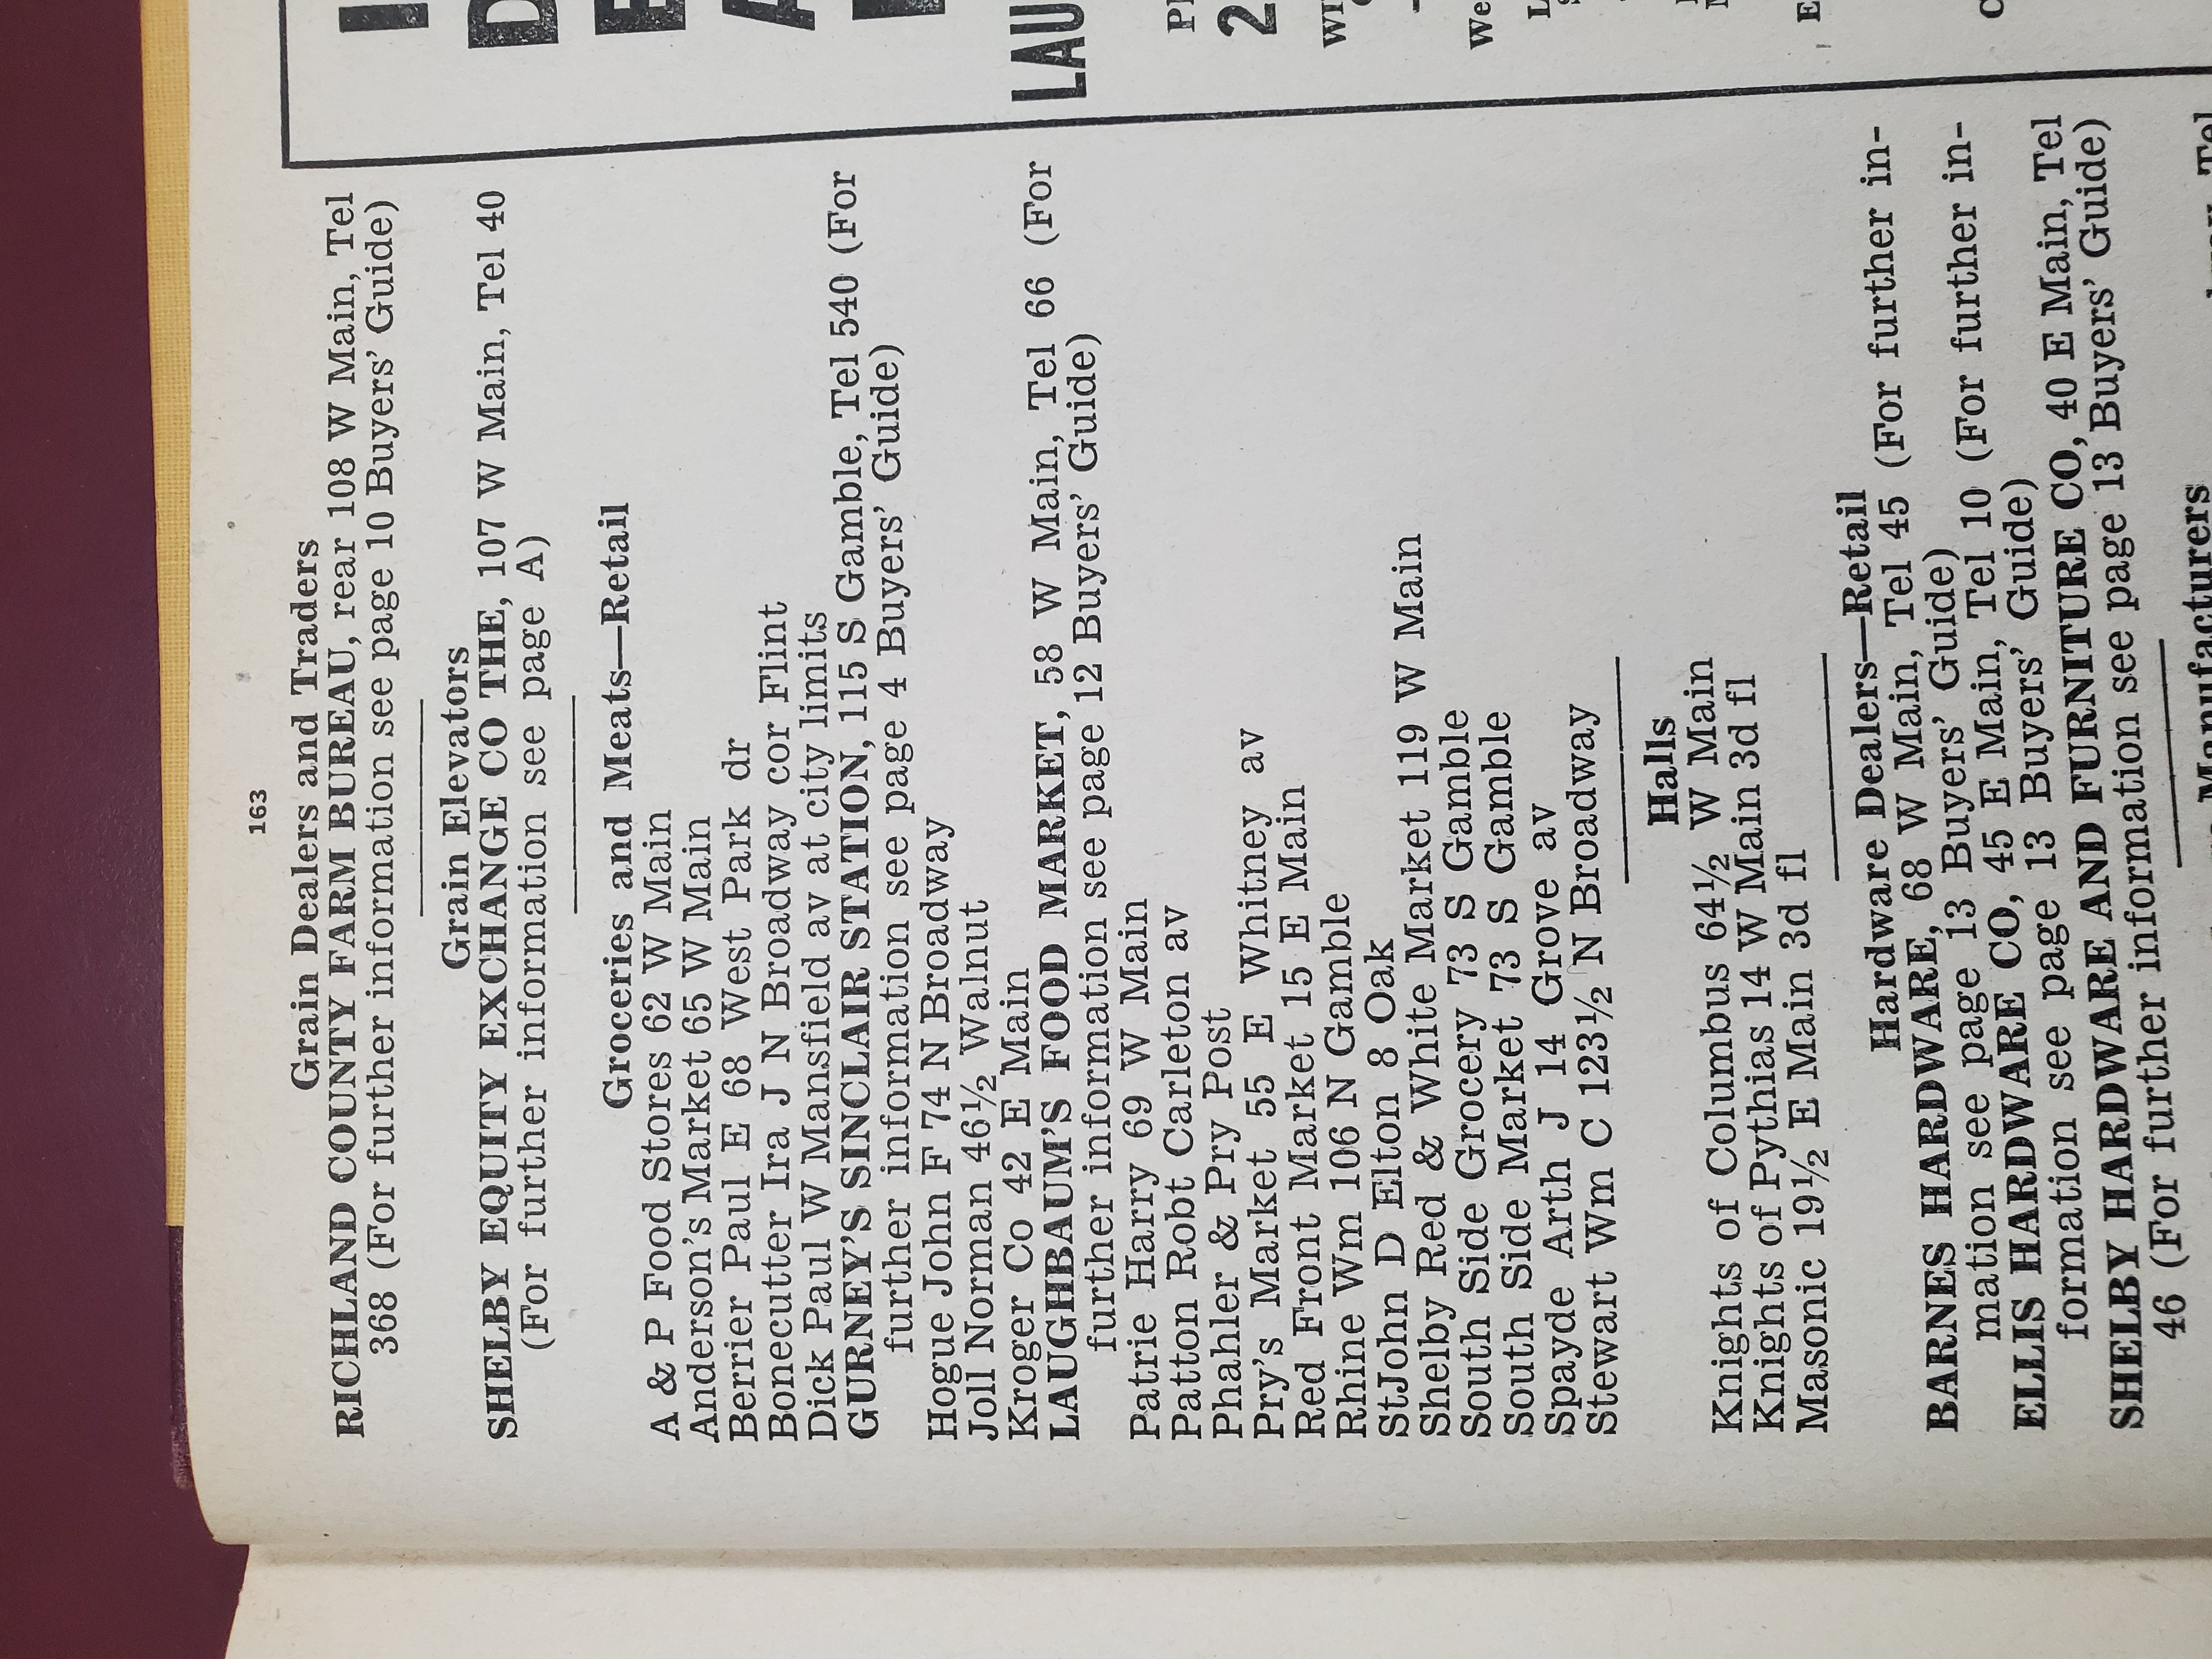 163
Grain Dealers and Traders
RICHLAND COUNTY FARM BUREAU, rear 108 W Main, Tel
368 (For further information see page 10 Buyers' Guide)
Grain Elevators
SHELBY EQUITY EXCHANGE CO THE, 107 W Main, Tel 40
(For further information see page A)
Groceries and Meats—Retail
A & P Food Stores 62 W Main
Anderson's Market 65 W Main
Berrier Paul E 68 West Park dr
Bonecutter Ira J N Broadway cor Flint
Dick Paul W Mansfield av at city limits
GURNEY'S SINCLAIR STATION, 115 S Gamble, Tel 540 (For
further information see page 4 Buyers' Guide)
Hogue John F 74 N Broadway
Joll Norman 46½ Walnut
Kroger Co 42 E Main
LAUGHBAUM'S FOOD MARKET, 58 W Main, Tel 66 (For
further information see page 12 Buyers' Guide)
Patrie Harry 69 W Main
Patton Robt Carleton av
Phahler & Pry Post
Pry's Market 55 E Whitney av
Red Front Market 15 E Main
Rhine Wm 106 N Gamble
StJohn D Elton 8 Oak
Shelby Red & White Market 119 W Main
South Side Grocery 73 S Gamble
South Side Market 73 S Gamble
Spayde Arth J 14 Grove av
Stewart Wm C 123½ N Broadway
Halls
Knights of Columbus 64½ W Main
Knights of Pythias 14 W Main 3d fl
Masonic 19½ E Main 3d fl
Hardware Dealers—Retail
BARNES HARDWARE, 68 W Main, Tel 45 (For further in-
mation see page 13 Buyers' Guide)
ELLIS HARDWARE CO, 45 E Main, Tel 10 (For further in-
formation see page 13 Buyers' Guide)
SHELBY HARDWARE AND FURNITURE CO, 40 E Main, Tel
46 (For further information see page 13 Buyers' Guide)
Manufacturers
Tel
LAU
2